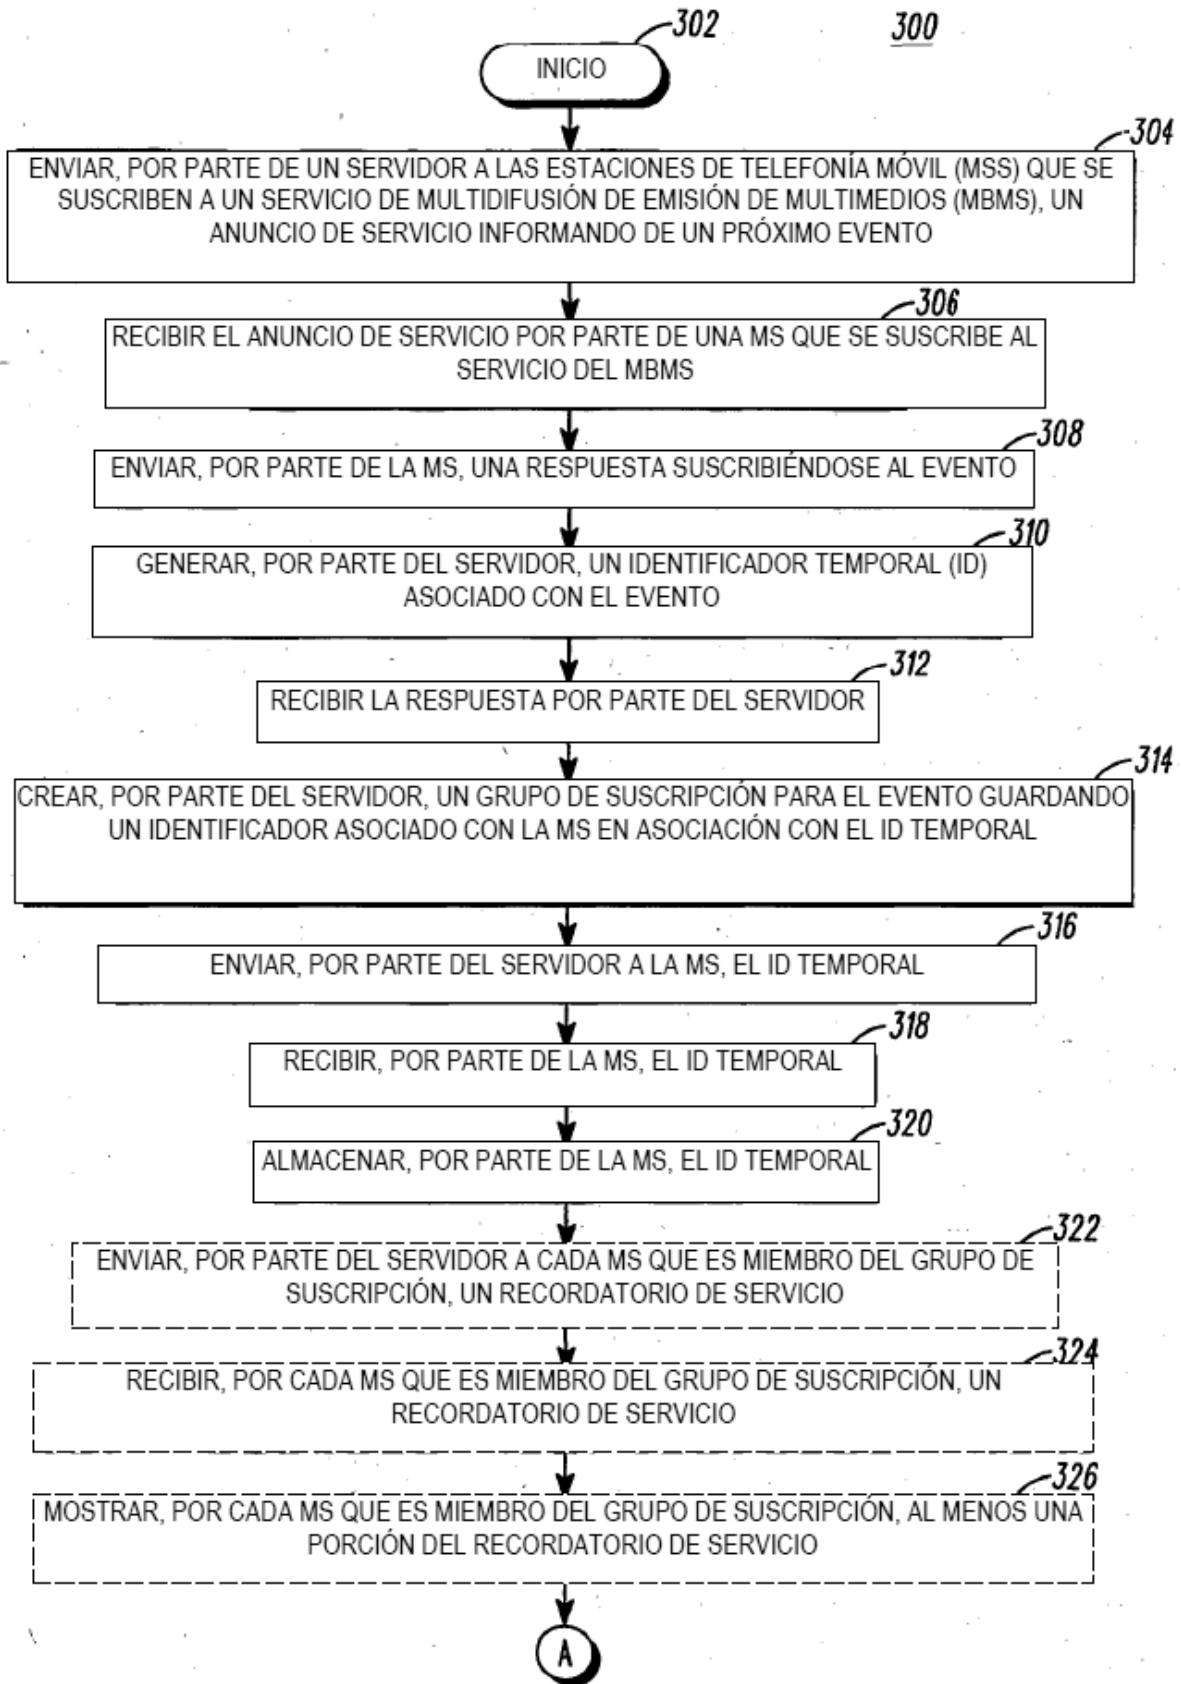 302
300
INICIO
304
ENVIAR, POR PARTE DE UN SERVIDOR A LAS ESTACIONES DE TELEFONÍA MÓVIL (MSS) QUE SE
SUSCRIBEN A UN SERVICIO DE MULTIDIFUSIÓN DE EMISIÓN DE MULTIMEDIOS (MBMS), UN
ANUNCIO DE SERVICIO INFORMANDO DE UN PRÓXIMO EVENTO
306
RECIBIR EL ANUNCIO DE SERVICIO POR PARTE DE UNA MS QUE SE SUSCRIBE AL
SERVICIO DEL MBMS
308
ENVIAR, POR PARTE DE LA MS, UNA RESPUESTA SUSCRIBIÉNDOSE AL EVENTO
310
GENERAR, POR PARTE DEL SERVIDOR, UN IDENTIFICADOR TEMPORAL (ID)
ASOCIADO CON EL EVENTO
312
RECIBIR LA RESPUESTA POR PARTE DEL SERVIDOR
314
CREAR, POR PARTE DEL SERVIDOR, UN GRUPO DE SUSCRIPCIÓN PARA EL EVENTO GUARDANDO
UN IDENTIFICADOR ASOCIADO CON LA MS EN ASOCIACIÓN CON EL ID TEMPORAL
316
ENVIAR, POR PARTE DEL SERVIDOR A LA MS, EL ID TEMPORAL
318
RECIBIR, POR PARTE DE LA MS, EL ID TEMPORAL
320
ALMACENAR, POR PARTE DE LA MS, EL ID TEMPORAL
322
ENVIAR, POR PARTE DEL SERVIDOR A CADA MS QUE ES MIEMBRO DEL GRUPO DE
SUSCRIPCIÓN, UN RECORDATORIO DE SERVICIO
324
RECIBIR, POR CADA MS QUE ES MIEMBRO DEL GRUPO DE SUSCRIPCIÓN, UN
RECORDATORIO DE SERVICIO
326
MOSTRAR, POR CADA MS QUE ES MIEMBRO DEL GRUPO DE SUSCRIPCIÓN, AL MENOS UNA
PORCIÓN DEL RECORDATORIO DE SERVICIO
A